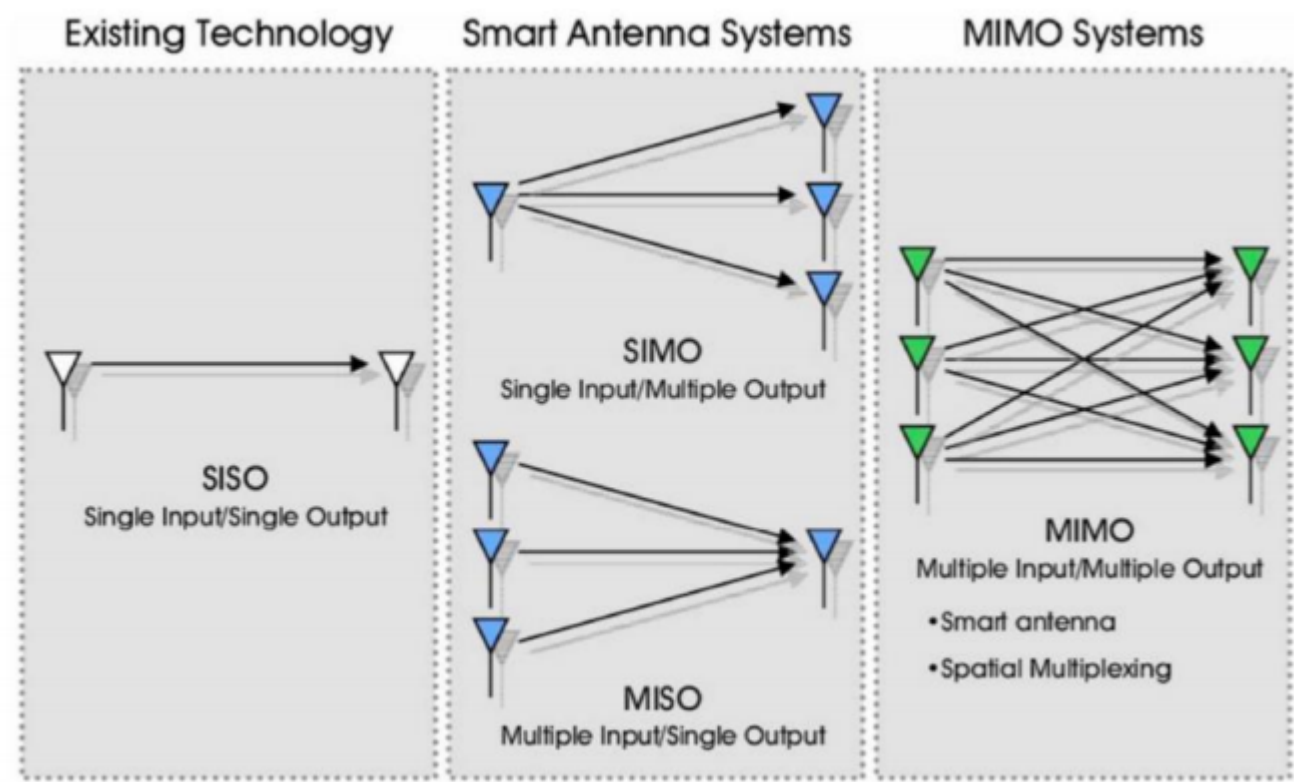 Existing Technology
Smart Antenna Systems
MIMO Systems
SISO
Single Input/Single Output
SIMO
Single Input/Multiple Output
MISO
Multiple Input/Single Output
MIMO
Multiple Input/Multiple Output
•Smart antenna
•Spatial Multiplexing